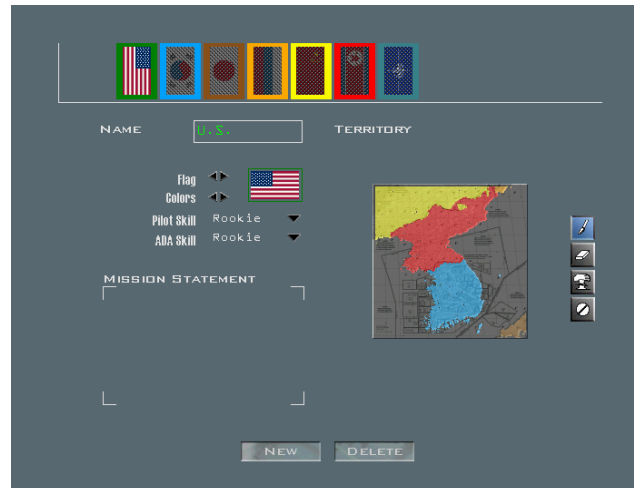 NAME
U.S.
TERRITORY
Flag
Colors
Pilot Skill Rookie
ADA Skill Rookie
MISSION STATEMENT
NEW
DELETE